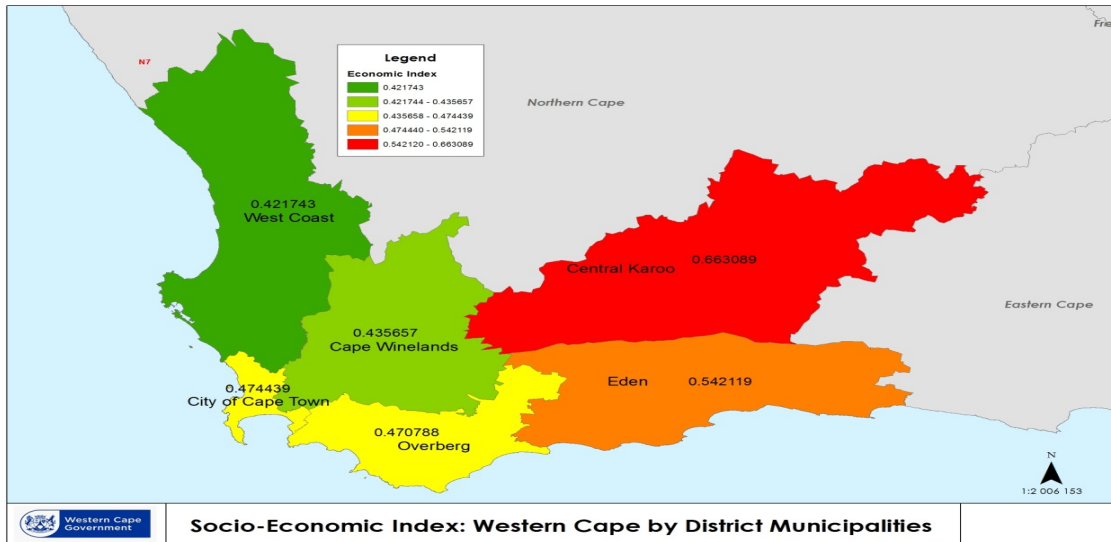 Frie
N7
Legend
Economic Index
0.421743
0.421744 - 0.435657
0.435658 - 0.474439
0.474440 - 0.542119
0.542120 - 0.663089
Northern Cape
0.421743
West Coast
Central Karoo 0.663089
Eastern Cape
0.435657
Cape Winelands
0.474439
City of Cape Town
Eden 0.542119
0.470788
Overberg
N
1:2 006 153
Western Cape
Government
Socio-Economic Index: Western Cape by District Municipalities